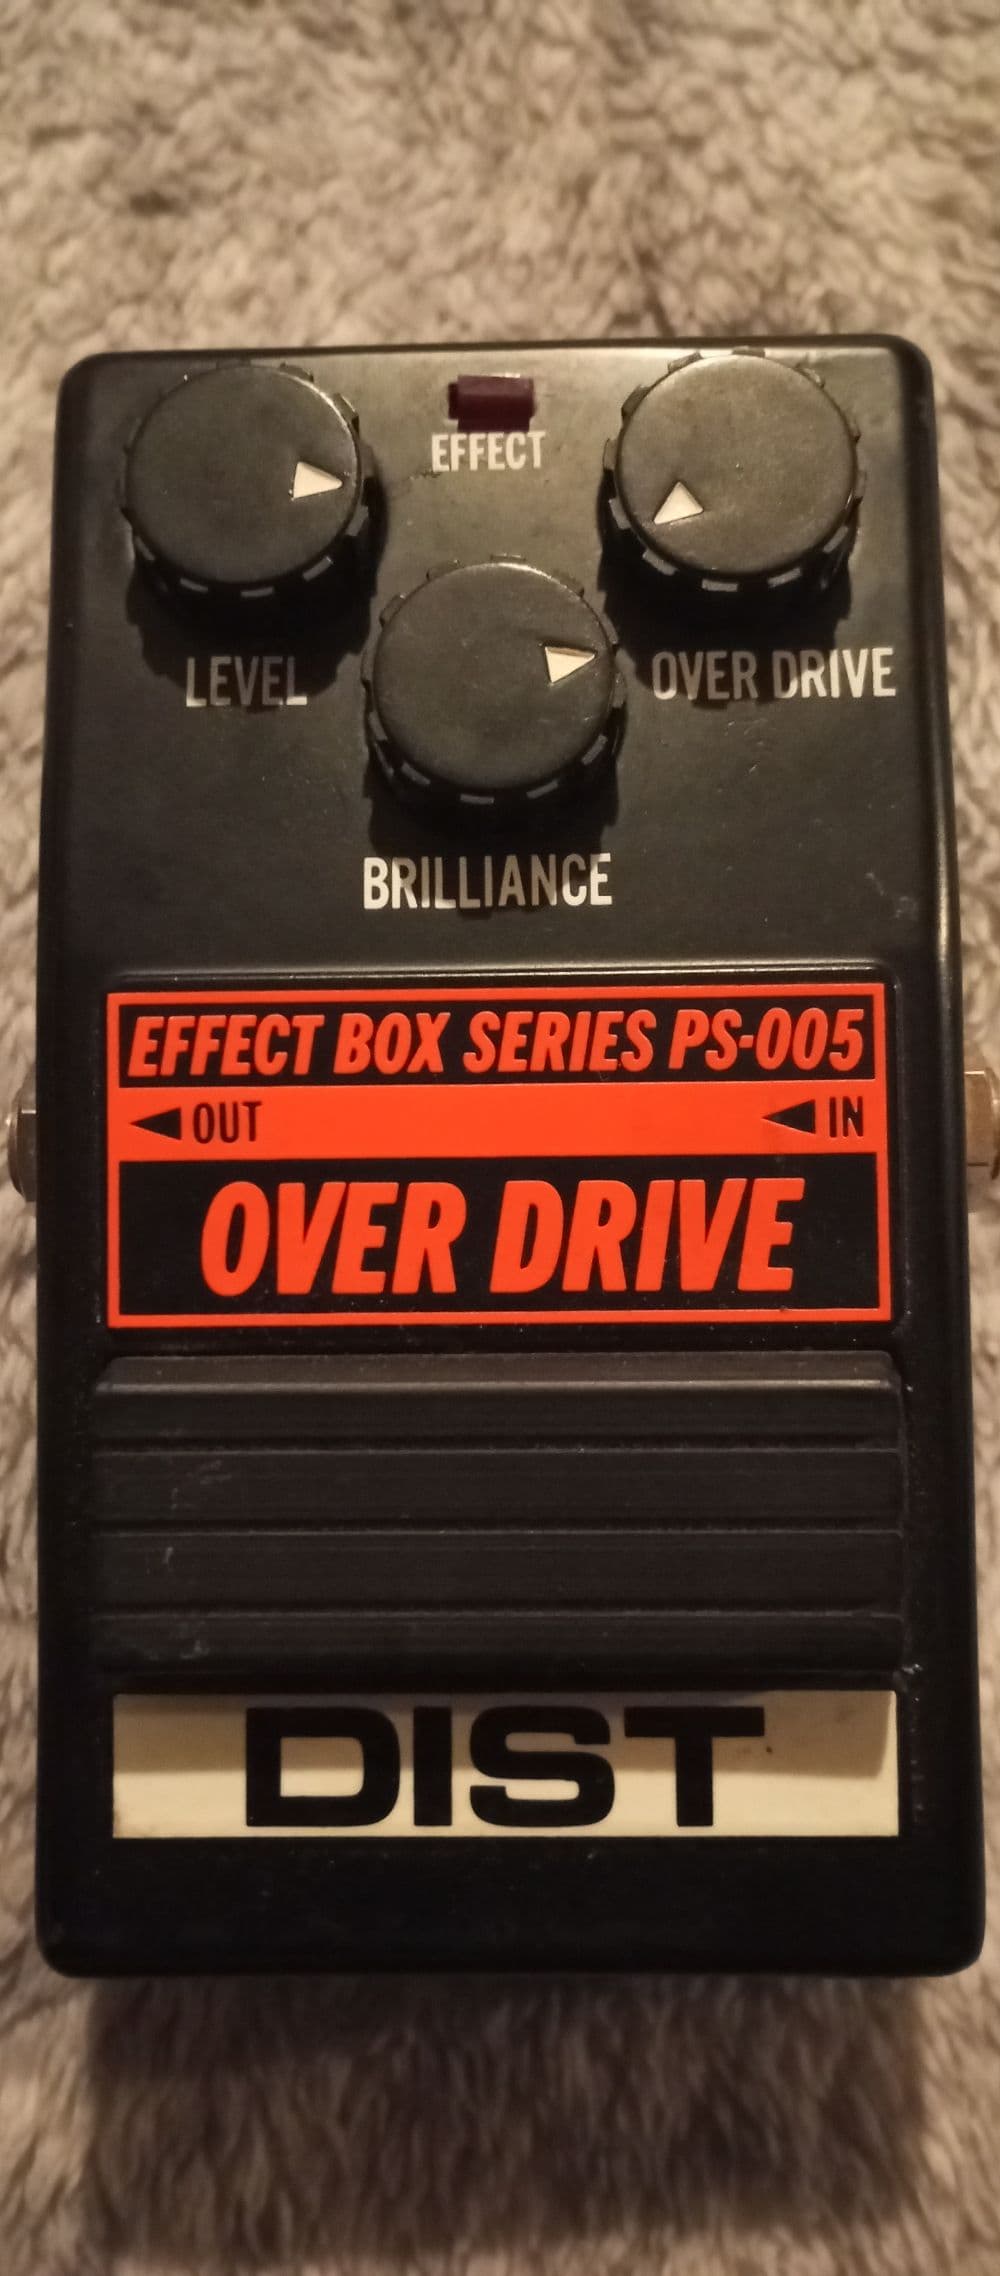 EFFECT
LEVEL
OVER DRIVE
BRILLIANCE
EFFECT BOX SERIES PS-005
OUT
IN
OVER DRIVE
DIST